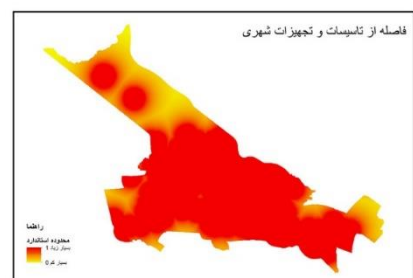 فاصله از تاسیسات و تجهیزات شهری
راهنما
محدوده استاندارد
بسیار زیاد 1
بسیار کم 0